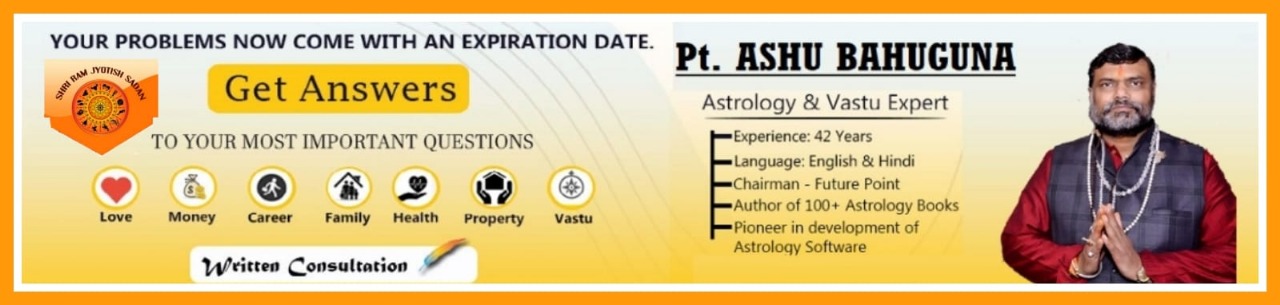 YOUR PROBLEMS NOW COME WITH AN EXPIRATION DATE.
SHRI RAM JYOTISH SADAN
Get Answers
TO YOUR MOST IMPORTANT QUESTIONS
Love
Money
Career
Family
Health
Property
Vastu
Written Consultation
Pt. ASHU BAHUGUNA
Astrology & Vastu Expert
Experience: 42 Years
Language: English & Hindi
Chairman - Future Point
Author of 100+ Astrology Books
Pioneer in development of
Astrology Software